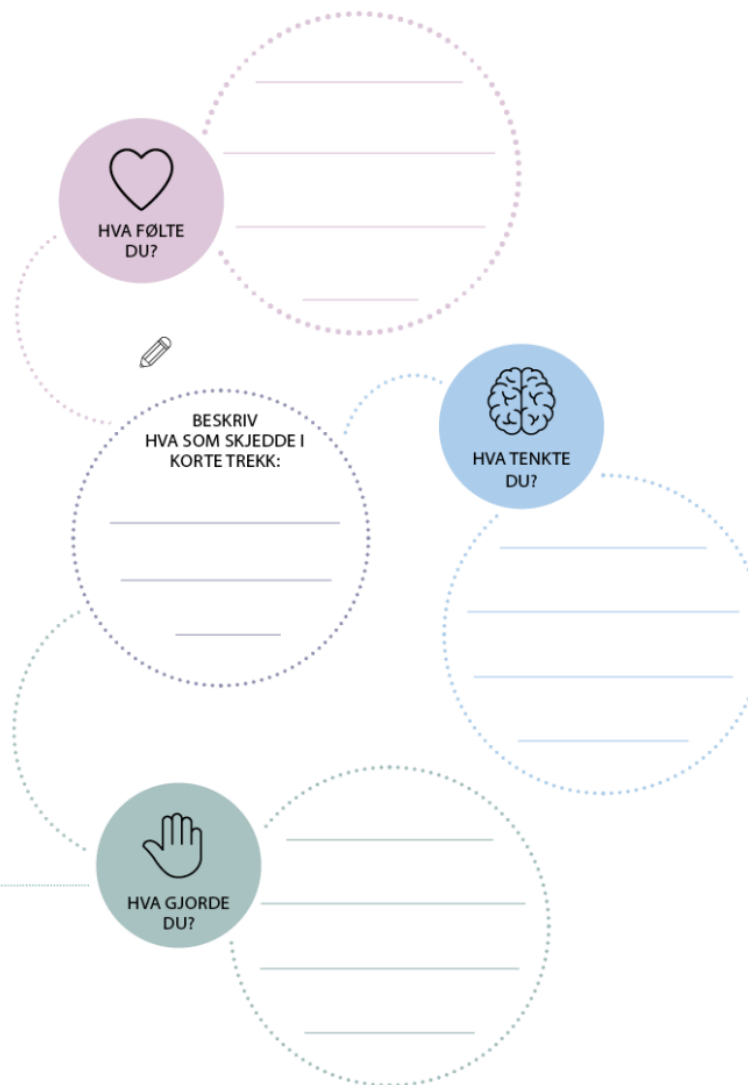 HVA FØLTE
DU?
BESKRIV
HVA SOM SKJEDDE I
KORTE TREKK:
HVA TENKTE
DU?
HVA GJORDE
DU?